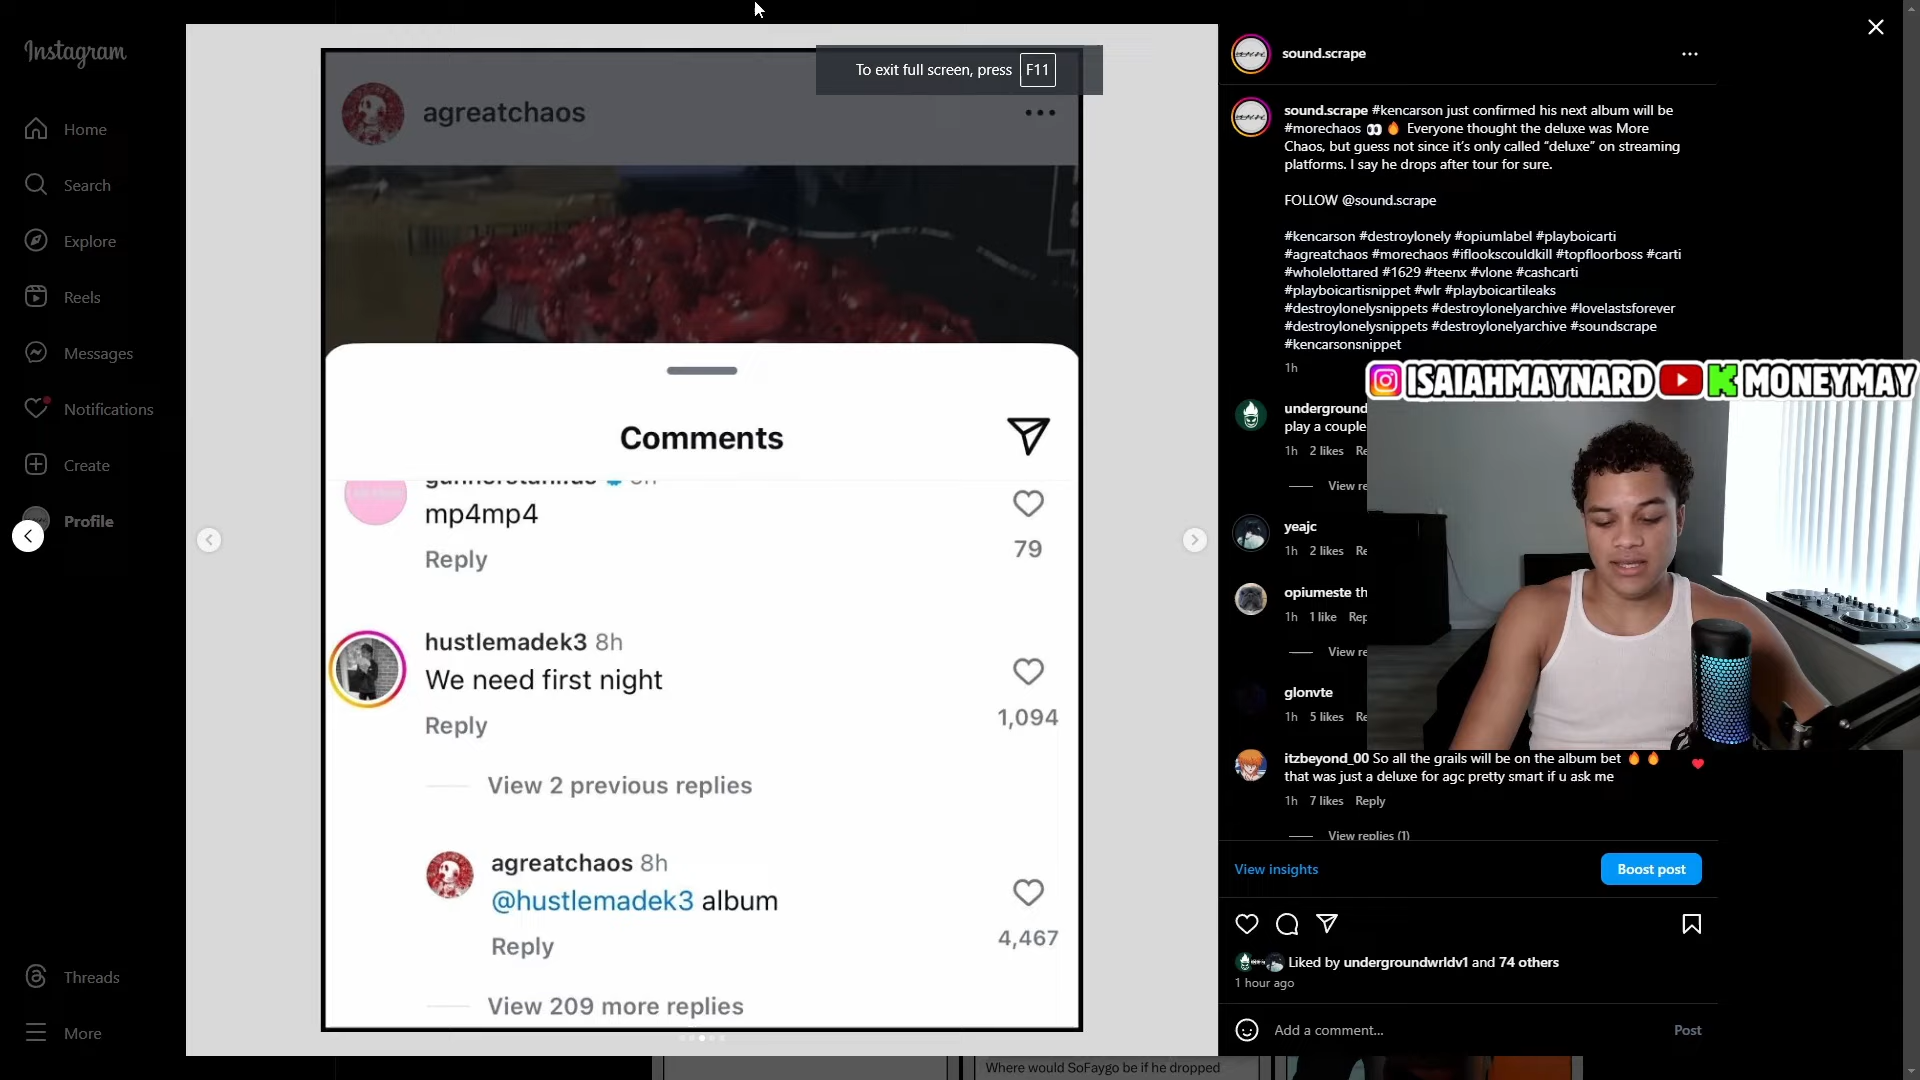 Instagram
Home
Search
Explore
Reels
Messages
Notifications
Create
Profile
Threads
More
To exit full screen, press F11
agreatchaos
Comments
mp4mp4
Reply
79
hustlemadek3 8h
We need first night
Reply
1,094
View 2 previous replies
agreatchaos 8h
@hustlemadek3 album
Reply
4,467
View 209 more replies
sound.scrape
sound.scrape #kencarson just confirmed his next album will be
#morechaos 👀 🔥 Everyone thought the deluxe was More
Chaos, but guess not since it's only called "deluxe" on streaming
platforms. I say he drops after tour for sure.
FOLLOW @sound.scrape
#kencarson #destroylonely #opiumlabel #playboicarti
#agreatchaos #morechaos #iflookscouldkill #topfloorboss #carti
#wholelottared #1629 #teenx #vlone #cashcarti
#playboicartisnippet #wlr #playboicartileaks
#destroylonelysnippets #destroylonelyarchive #lovelastsforever
#destroylonelysnippets #destroylonelyarchive #soundscrape
#kencarsonsnippet
1h
ISAIAHMAYNARD K MONEYMAY
underground
play a couple
1h 2 likes Re
View re
yeajc
1h 2 likes Re
opiumeste th
1h 1 like Rep
View re
glonvte
1h 5 likes Re
itzbeyond_00 So all the grails will be on the album bet 🔥 🔥
that was just a deluxe for agc pretty smart if u ask me
1h 7 likes Reply
View replies (1)
View insights
Boost post
Liked by undergroundwrldv1 and 74 others
1 hour ago
Add a comment...
Post
Where would SoFaygo be if he dropped